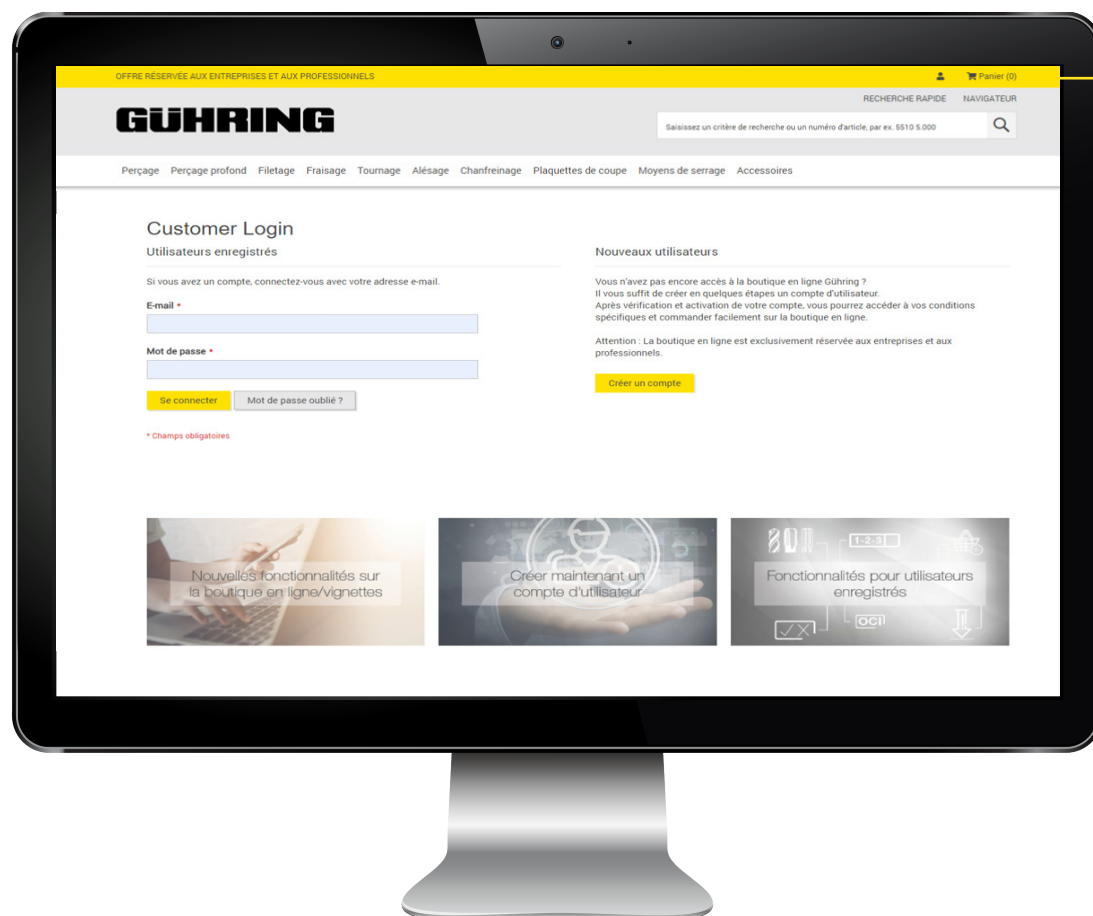 OFFRE RÉSERVÉE AUX ENTREPRISES ET AUX PROFESSIONNELS
Panier (0)
RECHERCHE RAPIDE NAVIGATEUR
GÜHRING
Saisissez un critère de recherche ou un numéro d'article, par ex. 5510 5.000
Perçage Perçage profond Filetage Fraisage Tournage Alésage Chanfreinage Plaquettes de coupe Moyens de serrage Accessoires
Customer Login
Utilisateurs enregistrés
Si vous avez un compte, connectez-vous avec votre adresse e-mail.
E-mail *
Mot de passe *
Se connecter
Mot de passe oublié ?
* Champs obligatoires
Nouveaux utilisateurs
Vous n'avez pas encore accès à la boutique en ligne Gühring ?
Il vous suffit de créer en quelques étapes un compte d'utilisateur.
Après vérification et activation de votre compte, vous pourrez accéder à vos conditions
spécifiques et commander facilement sur la boutique en ligne.
Attention : La boutique en ligne est exclusivement réservée aux entreprises et aux
professionnels.
Créer un compte
Nouvelles fonctionnalités sur
la boutique en ligne/vignettes
Créer maintenant un
compte d'utilisateur
1-2-3
Fonctionnalités pour utilisateurs
enregistrés
OCI